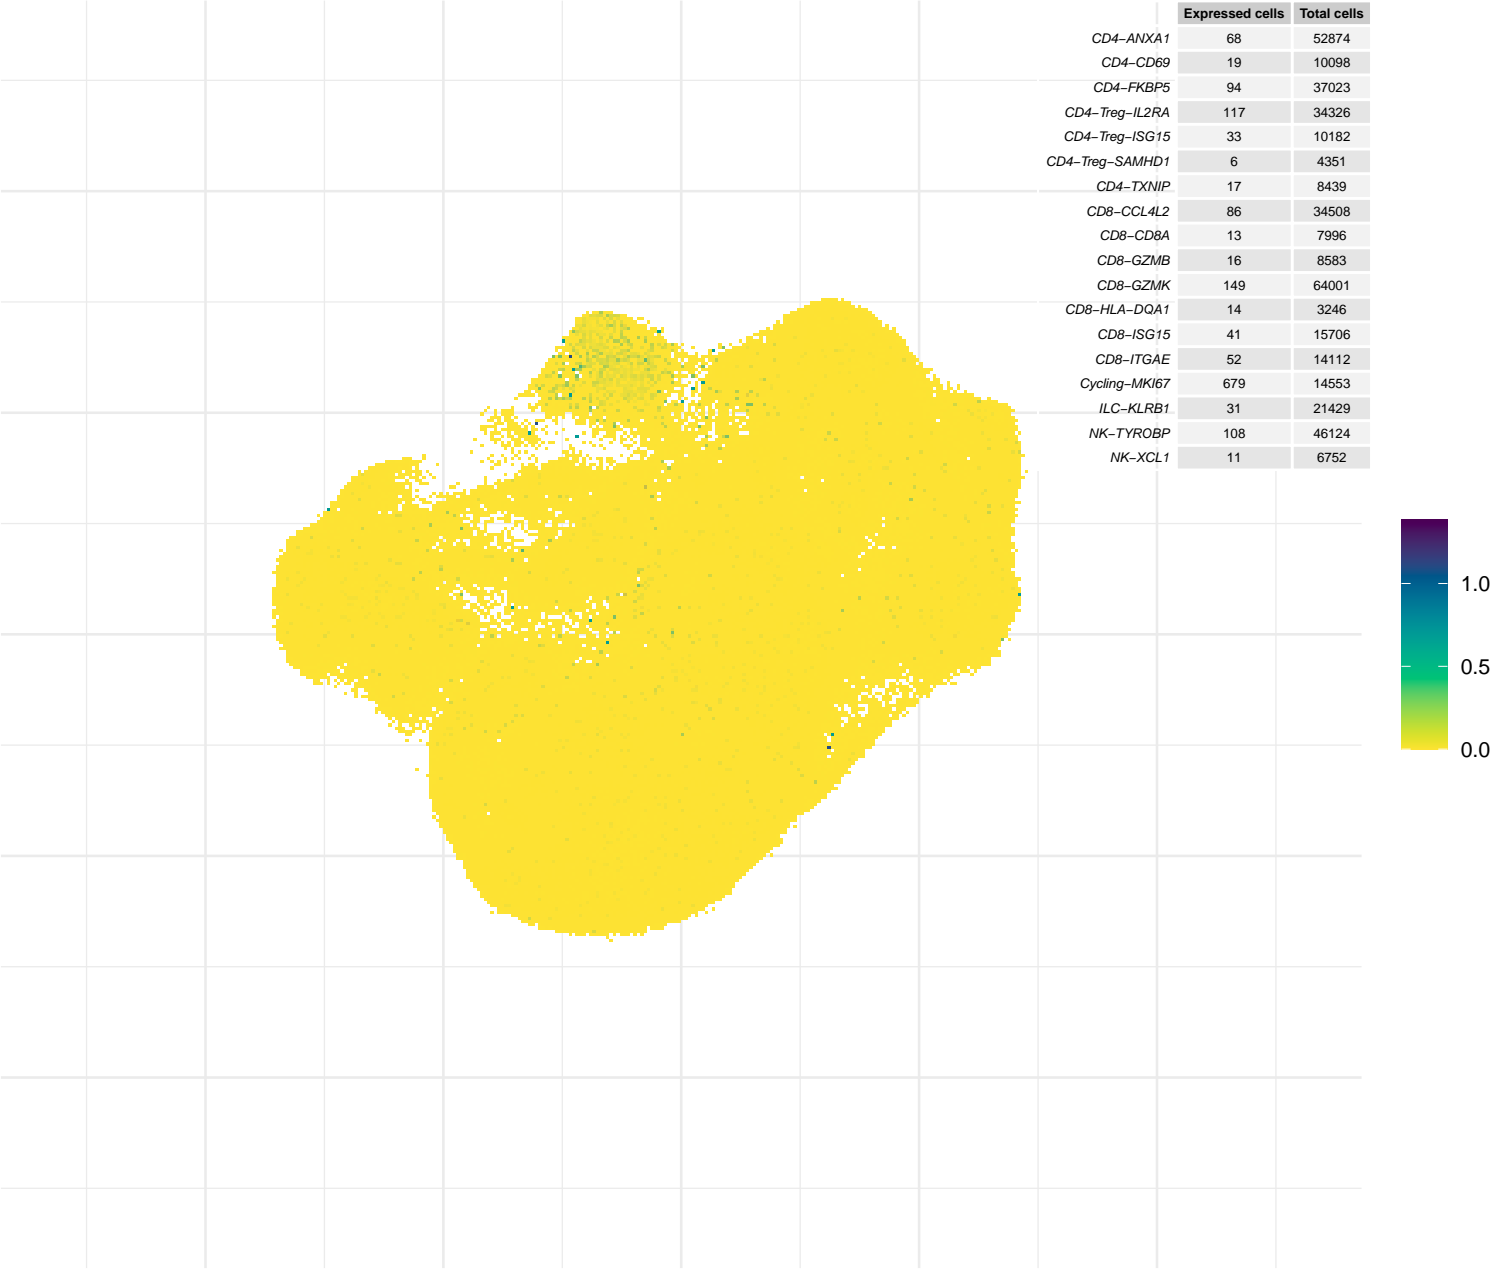 Expressed cells Total cells
CD4−ANXA1 68 52874
CD4−CD69 19 10098
CD4−FKBP5 94 37023
CD4−Treg−IL2RA 117 34326
CD4−Treg−ISG15 33 10182
CD4−Treg−SAMHD1 6 4351
CD4−TXNIP 17 8439
CD8−CCL4L2 86 34508
CD8−CD8A 13 7996
CD8−GZMB 16 8583
CD8−GZMK 149 64001
CD8−HLA−DQA1 14 3246
CD8−ISG15 41 15706
CD8−ITGAE 52 14112
Cycling−MKI67 679 14553
ILC−KLRB1 31 21429
NK−TYROBP 108 46124
NK−XCL1 11 6752
1.0
0.5
0.0